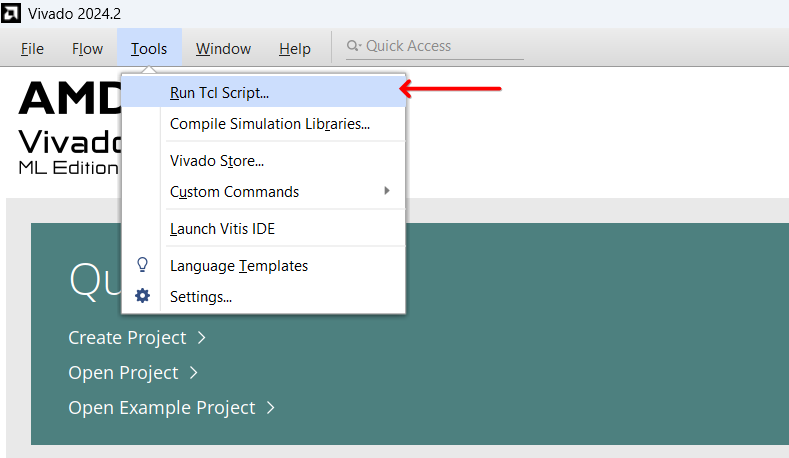 Vivado 2024.2
File Flow Tools Window Help Quick Access
Run Tcl Script...
Compile Simulation Libraries...
Vivado Store...
Custom Commands
Launch Vitis IDE
Language Templates
Settings...
AMD
Vivado
ML Edition
Qu
Create Project
Open Project
Open Example Project